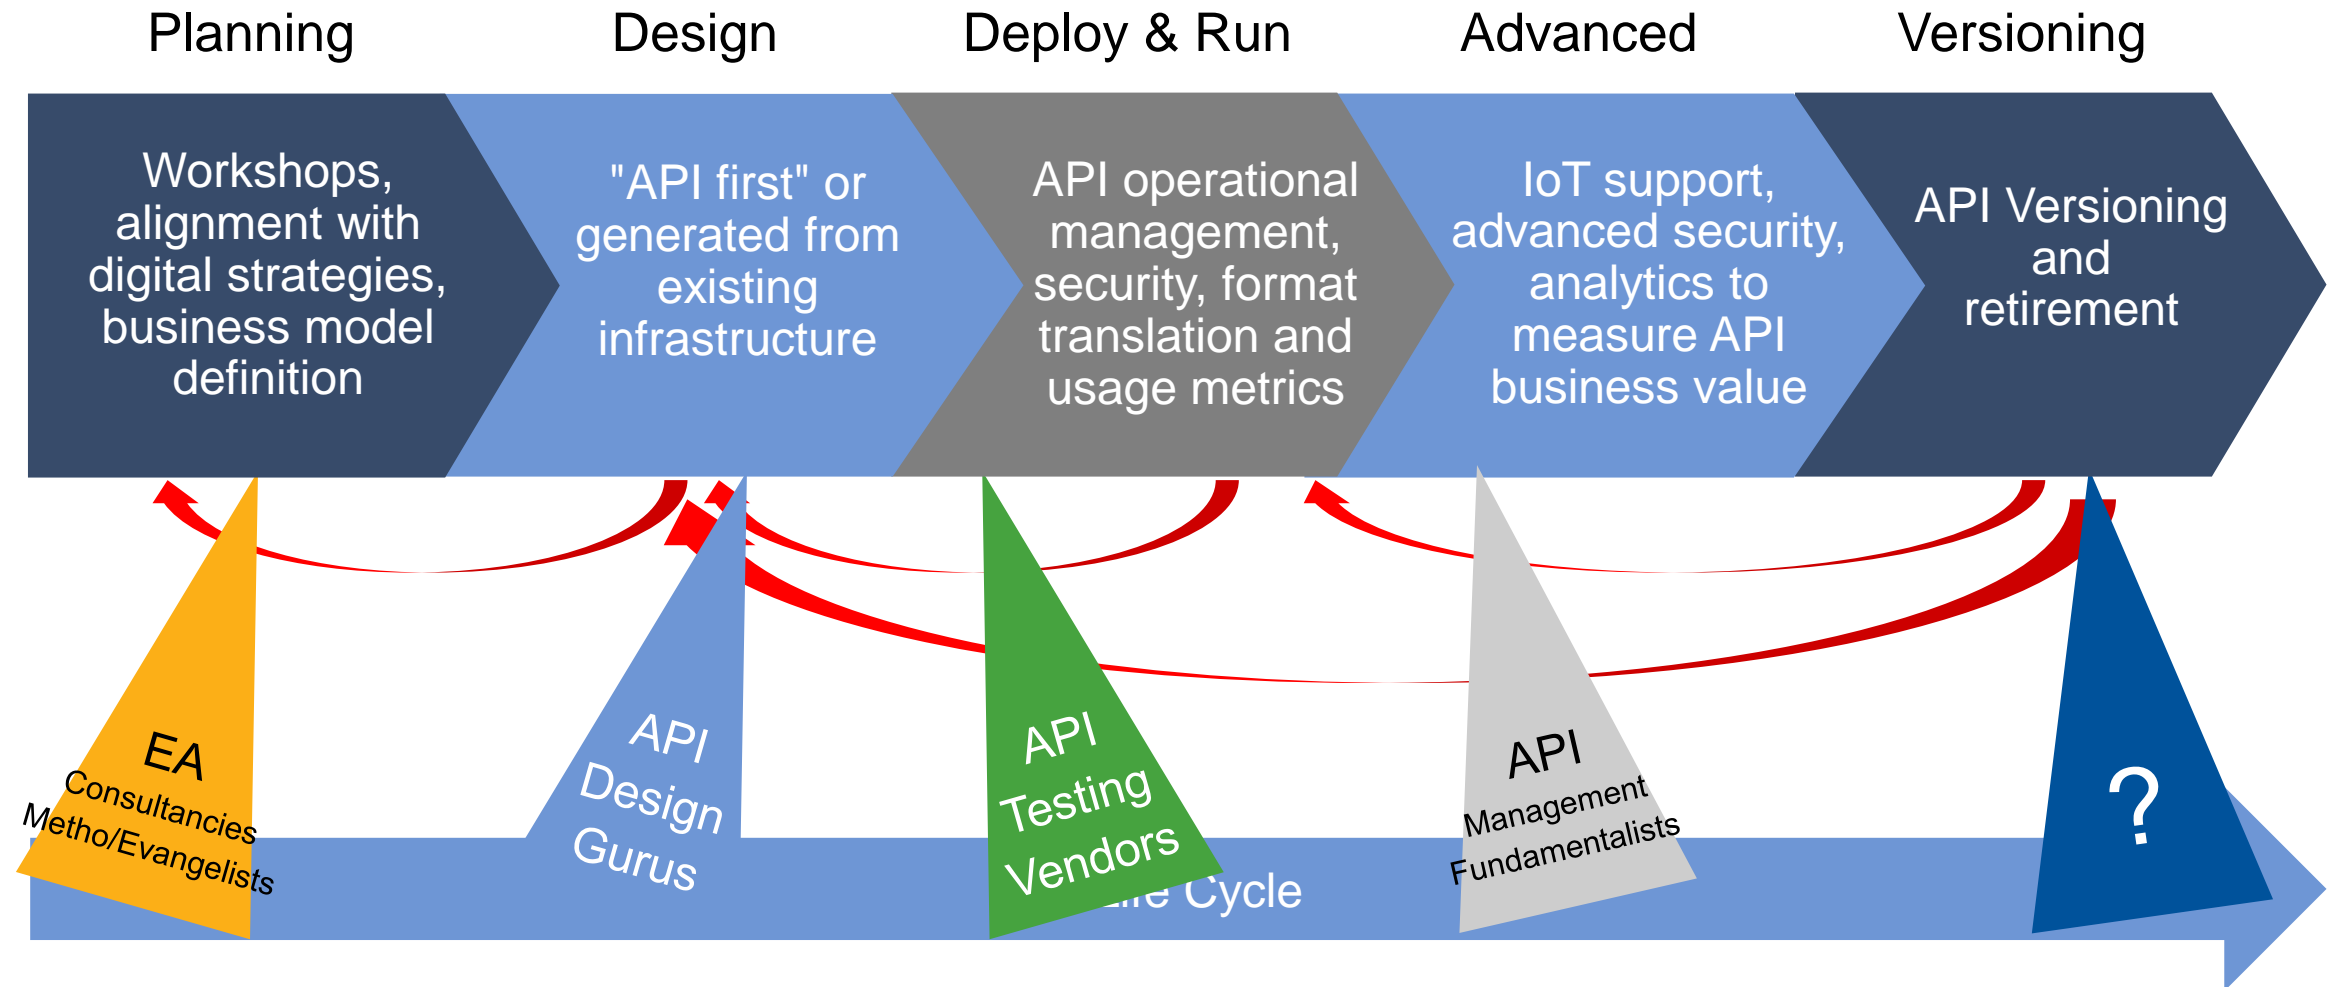 Planning
Design
Deploy & Run
Advanced
Versioning
Workshops,
alignment with
digital strategies,
business model
definition
"API first" or
generated from
existing
infrastructure
API operational
management,
security, format
translation and
usage metrics
IoT support,
advanced security,
analytics to
measure API
business value
API Versioning
and
retirement
EA
Consultancies
Metho/Evangelists
API
Design
Gurus
API
Testing
Vendors
API
Management
Fundamentalists
?
Life Cycle